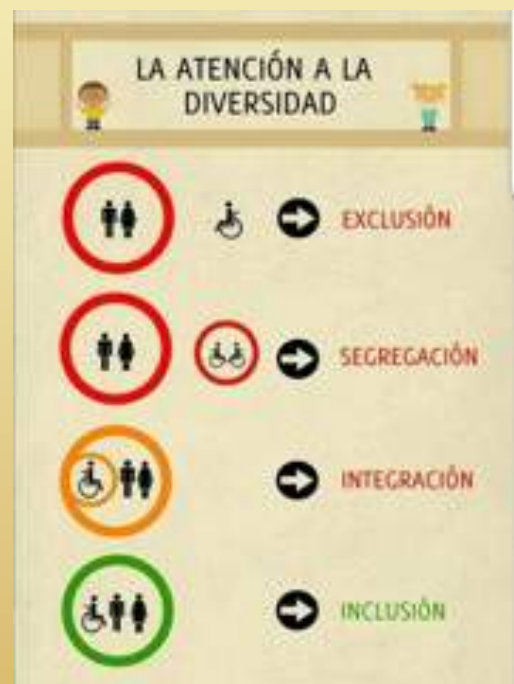 LA ATENCIÓN A LA
DIVERSIDAD
EXCLUSIÓN
SEGREGACIÓN
INTEGRACIÓN
INCLUSIÓN